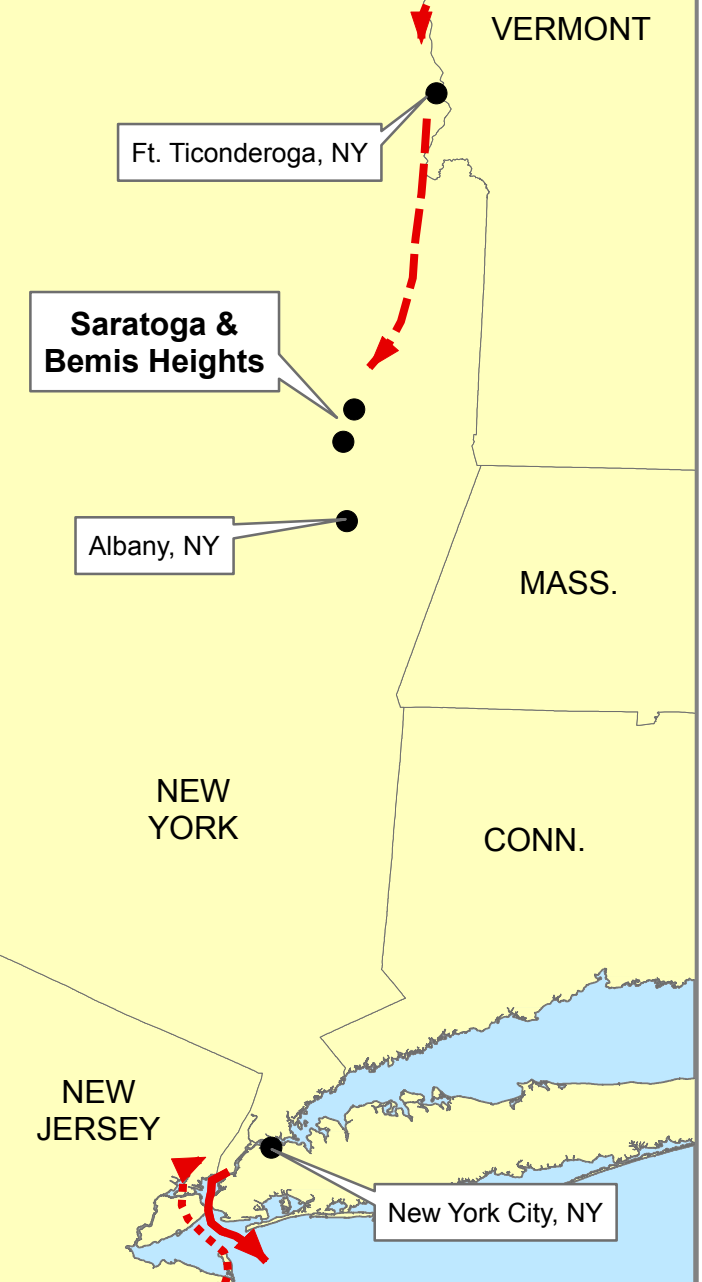 VERMONT
Ft. Ticonderoga, NY
Saratoga &
Bemis Heights
Albany, NY
MASS.
NEW
YORK
CONN.
NEW
JERSEY
New York City, NY